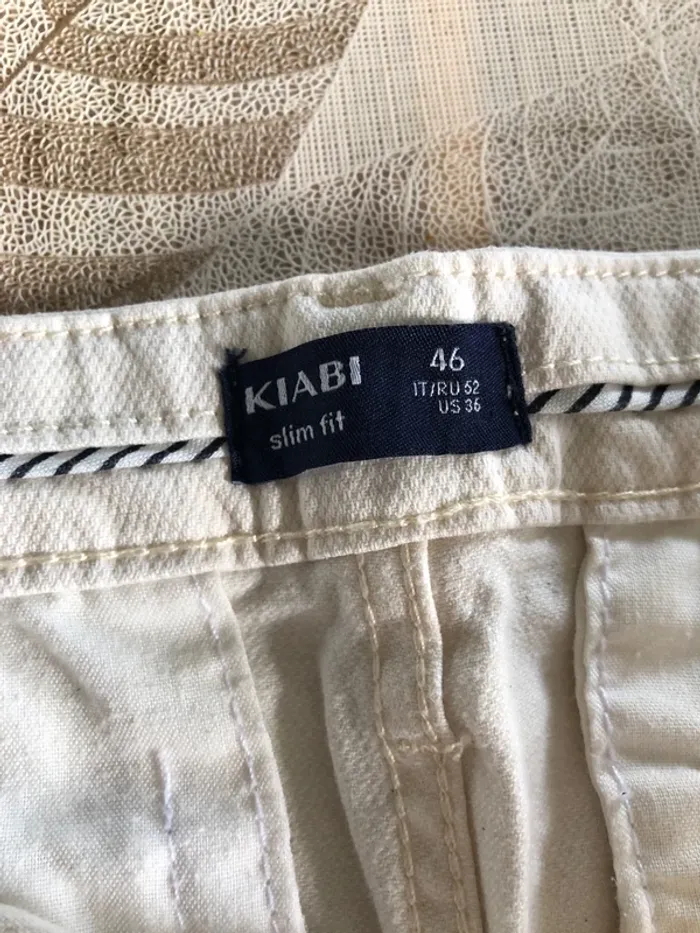 KIABI
slim fit
46
IT/RU 52
US 36